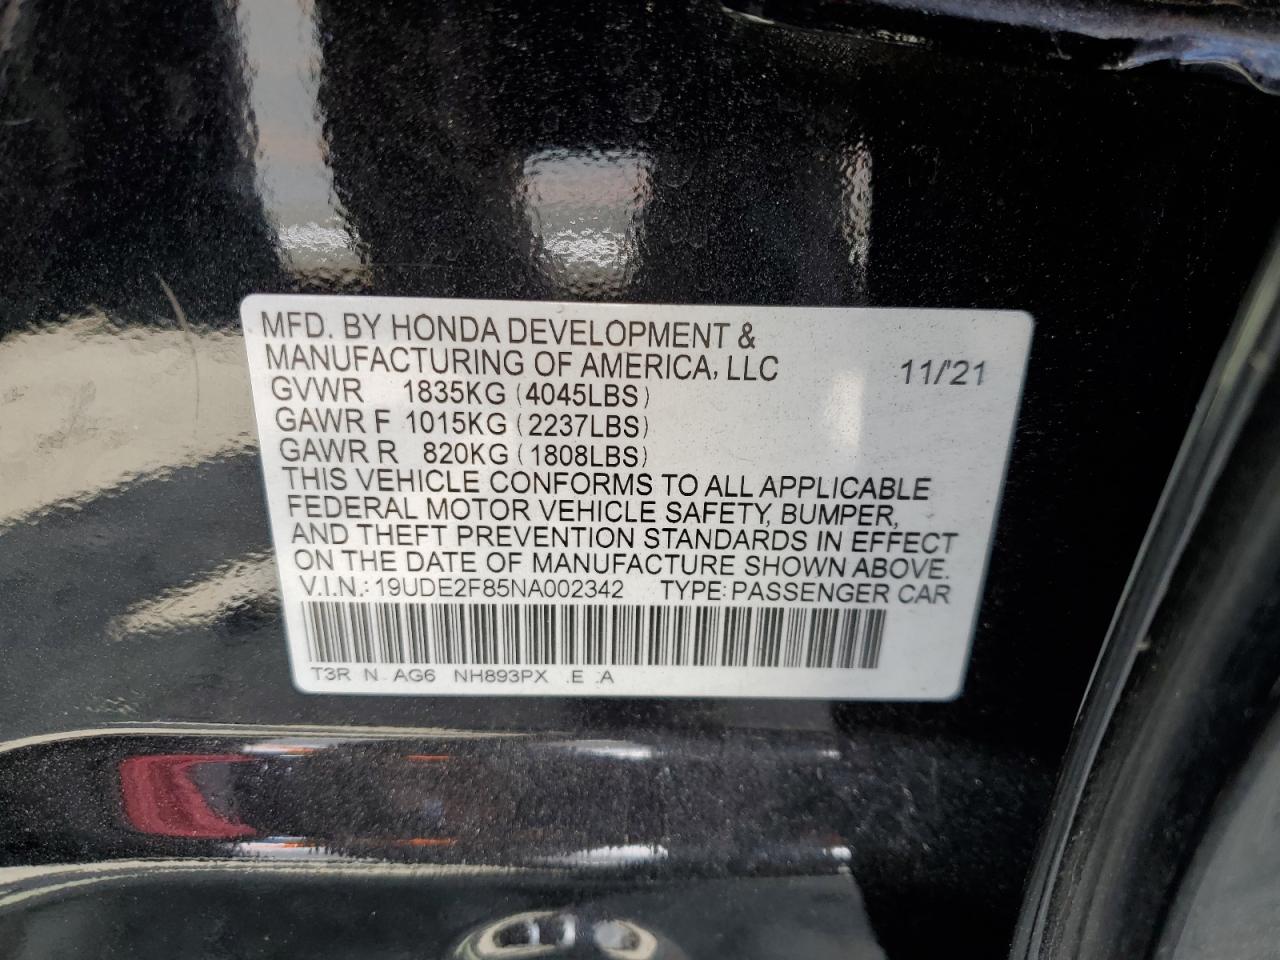 MFD. BY HONDA DEVELOPMENT &
MANUFACTURING OF AMERICA, LLC 11/'21
GVWR 1835KG (4045LBS)
GAWR F 1015KG (2237LBS)
GAWR R 820KG (1808LBS)
THIS VEHICLE CONFORMS TO ALL APPLICABLE
FEDERAL MOTOR VEHICLE SAFETY, BUMPER,
AND THEFT PREVENTION STANDARDS IN EFFECT
ON THE DATE OF MANUFACTURE SHOWN ABOVE.
V.I.N.: 19UDE2F85NA002342 TYPE: PASSENGER CAR
T3R N AG6 NH893PX .E .A